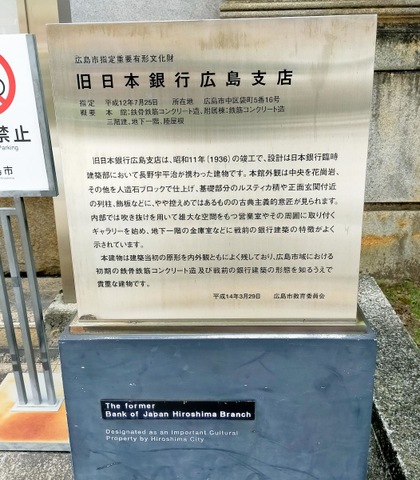 広島市指定重要有形文化財
旧日本銀行広島支店
指定 平成12年7月25日 所在地 広島市中区袋町5番16号
概要 本館:鉄骨鉄筋コンクリート造、附属棟:鉄筋コンクリート造
三階建、地下一階、陸屋根
旧日本銀行広島支店は、昭和11年(1936)の竣工で、設計は日本銀行臨時
建築部において長野宇平治が携わった建物です。本館外観は中央を花崗岩、
その他を人造石ブロックで仕上げ、基礎部分のルスティカ積や正面玄関付近
の列柱、飾板などに、やや控えめではあるものの古典主義的意匠が見られます。
内部では吹き抜けを用いて雄大な空間をもつ営業室やその周囲に取り付く
ギャラリーを始め、地下一階の金庫室などに戦前の銀行建築の特徴がよく
示されています。
本建物は建築当初の原形を内外観ともによく残しており、広島市域における
初期の鉄骨鉄筋コンクリート造及び戦前の銀行建築の形態を知るうえで
貴重な建物です。
平成14年3月29日 広島市教育委員会
The former
Bank of Japan Hiroshima Branch
Designated as an Important Cultural
Property by Hiroshima City
禁止
Parking
島市